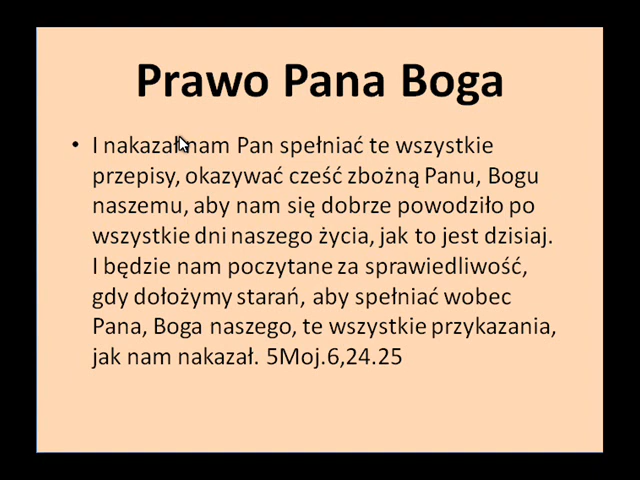 Prawo Pana Boga
• I nakazał nam Pan spełniać te wszystkie
przepisy, okazywać cześć zbożną Panu, Bogu
naszemu, aby nam się dobrze powodziło po
wszystkie dni naszego życia, jak to jest dzisiaj.
I będzie nam poczytane za sprawiedliwość,
gdy dołożymy starań, aby spełniać wobec
Pana, Boga naszego, te wszystkie przykazania,
jak nam nakazał. 5Moj.6,24.25